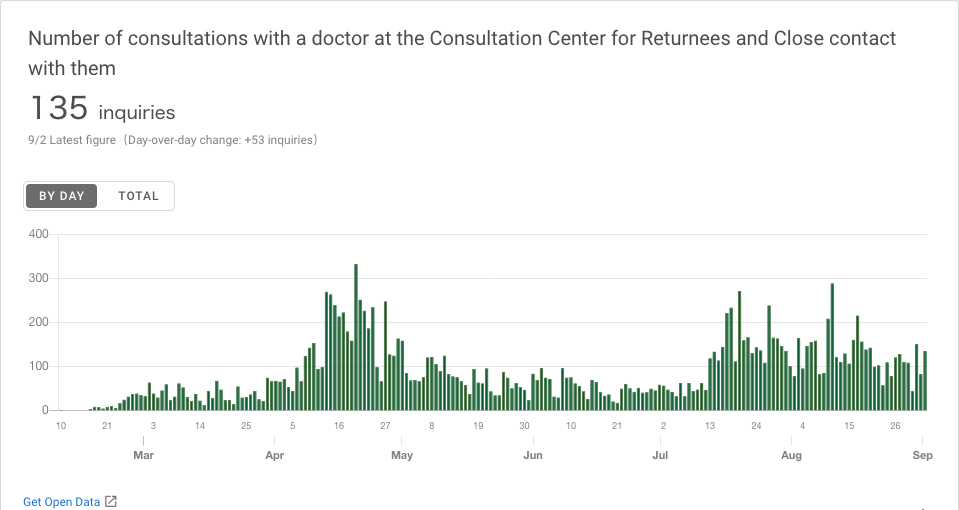 Number of consultations with a doctor at the Consultation Center for Returnees and Close contact
with them
135 inquiries
9/2 Latest figure（Day-over-day change: +53 inquiries）
BY DAY TOTAL
400
300
200
100
0
10 21 3 14 25 5 16 27 8 19 30 10 21 2 13 24 4 15 26
Mar Apr May Jun Jul Aug Sep
Get Open Data